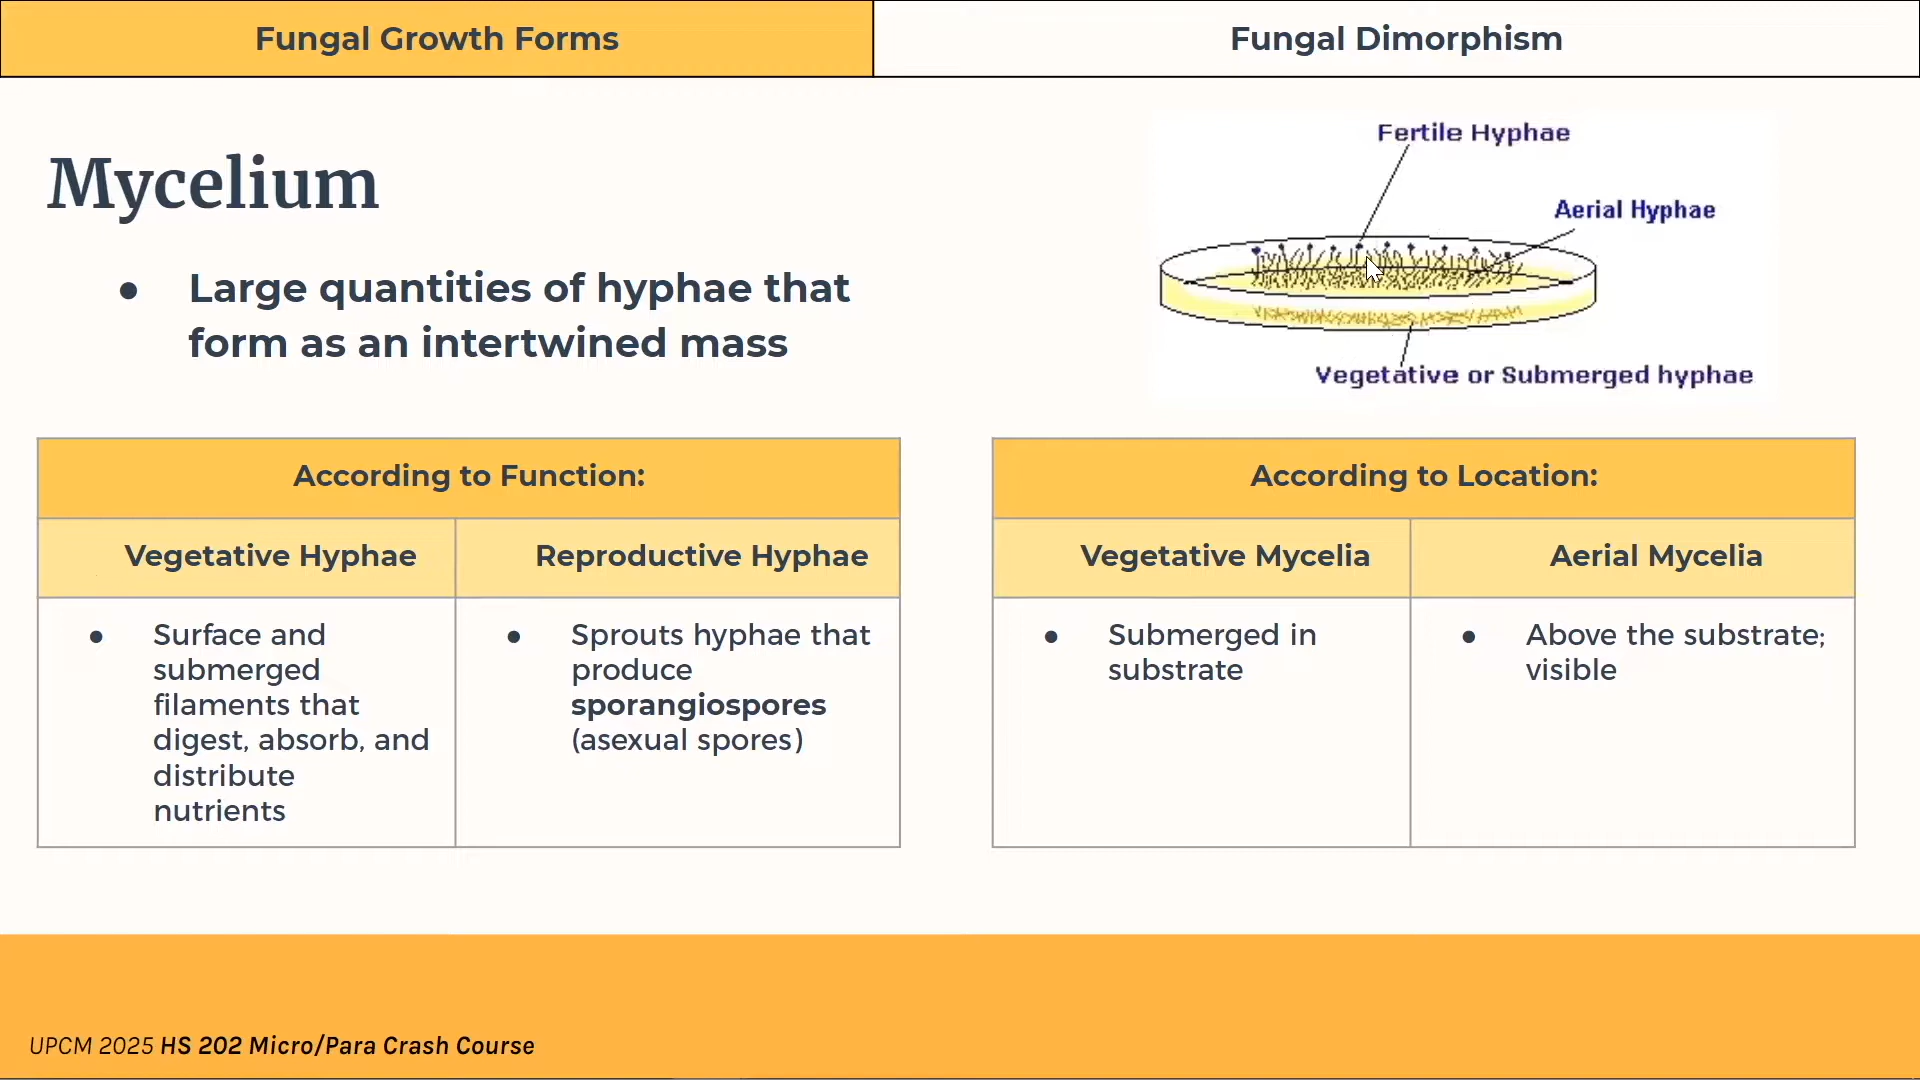 Fungal Growth Forms
Fungal Dimorphism
Mycelium
● Large quantities of hyphae that
form as an intertwined mass
Fertile Hyphae
Aerial Hyphae
Vegetative or Submerged hyphae
According to Function:
Vegetative Hyphae
Reproductive Hyphae
● Surface and
submerged
filaments that
digest, absorb, and
distribute
nutrients
● Sprouts hyphae that
produce
sporangiospores
(asexual spores)
According to Location:
Vegetative Mycelia
Aerial Mycelia
● Submerged in
substrate
● Above the substrate;
visible
UPCM 2025 HS 202 Micro/Para Crash Course